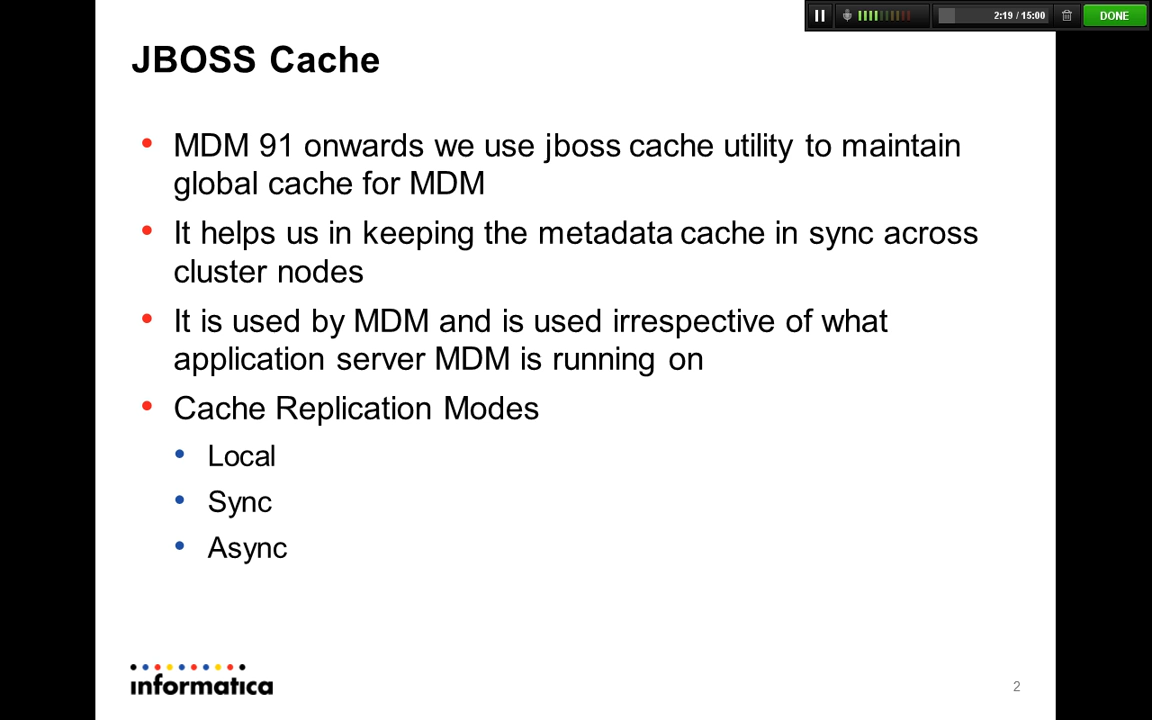 2:19 / 15:00
DONE
JBOSS Cache
• MDM 91 onwards we use jboss cache utility to maintain
global cache for MDM
• It helps us in keeping the metadata cache in sync across
cluster nodes
• It is used by MDM and is used irrespective of what
application server MDM is running on
• Cache Replication Modes
• Local
• Sync
• Async
informatica
2